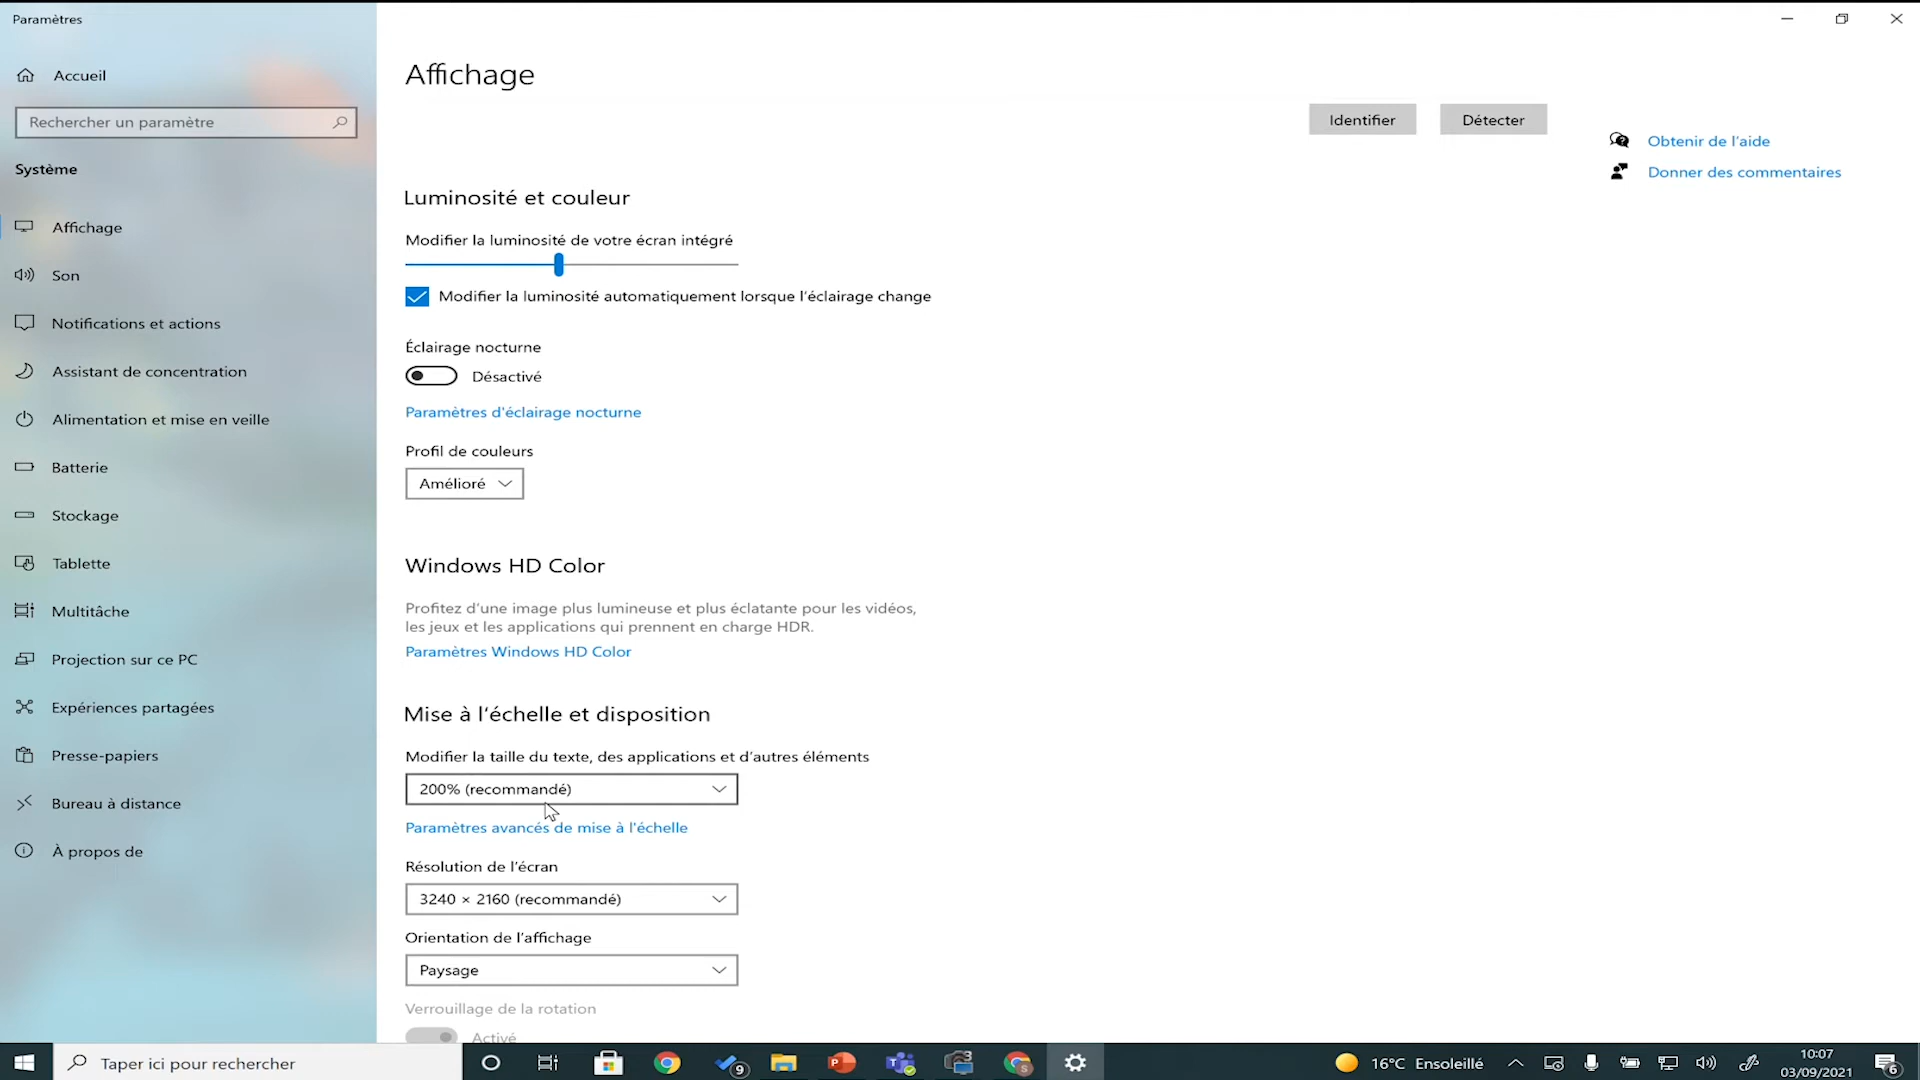 Paramètres
Accueil
Rechercher un paramètre
Système
Affichage
Son
Notifications et actions
Assistant de concentration
Alimentation et mise en veille
Batterie
Stockage
Tablette
Multitâche
Projection sur ce PC
Expériences partagées
Presse-papiers
Bureau à distance
À propos de
Affichage
Identifier
Détecter
Obtenir de l'aide
Donner des commentaires
Luminosité et couleur
Modifier la luminosité de votre écran intégré
Modifier la luminosité automatiquement lorsque l'éclairage change
Éclairage nocturne
Désactivé
Paramètres d'éclairage nocturne
Profil de couleurs
Amélioré
Windows HD Color
Profitez d'une image plus lumineuse et plus éclatante pour les vidéos,
les jeux et les applications qui prennent en charge HDR.
Paramètres Windows HD Color
Mise à l'échelle et disposition
Modifier la taille du texte, des applications et d'autres éléments
200% (recommandé)
Paramètres avancés de mise à l'échelle
Résolution de l'écran
3240 × 2160 (recommandé)
Orientation de l'affichage
Paysage
Verrouillage de la rotation
Activé
Taper ici pour rechercher
9
3
16°C Ensoleillé
10:07
03/09/2021
6